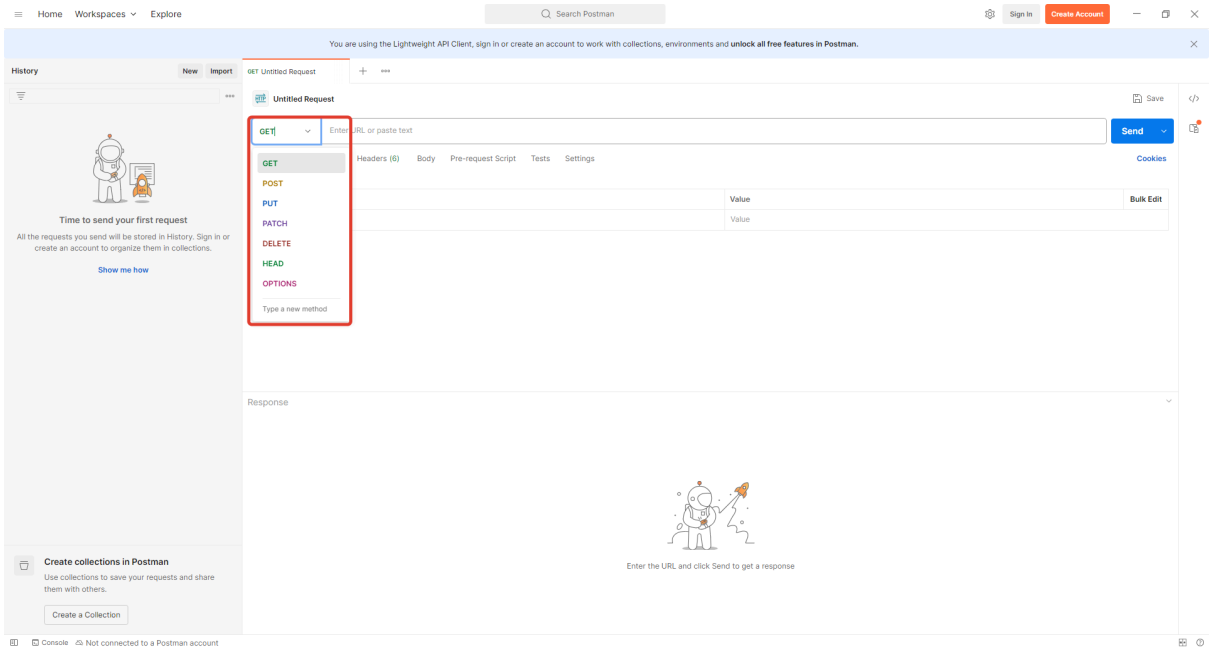 Home Workspaces Explore
Search Postman
Sign In Create Account
You are using the Lightweight API Client, sign in or create an account to work with collections, environments and unlock all free features in Postman.
History New Import
GET Untitled Request
HTTP Untitled Request
Save
GET Enter URL or paste text
Send
Headers (6) Body Pre-request Script Tests Settings
Cookies
GET
POST
PUT
PATCH
DELETE
HEAD
OPTIONS
Type a new method
Value Bulk Edit
Value
Time to send your first request
All the requests you send will be stored in History. Sign in or
create an account to organize them in collections.
Show me how
Response
Enter the URL and click Send to get a response
Create collections in Postman
Use collections to save your requests and share
them with others.
Create a Collection
Console Not connected to a Postman account